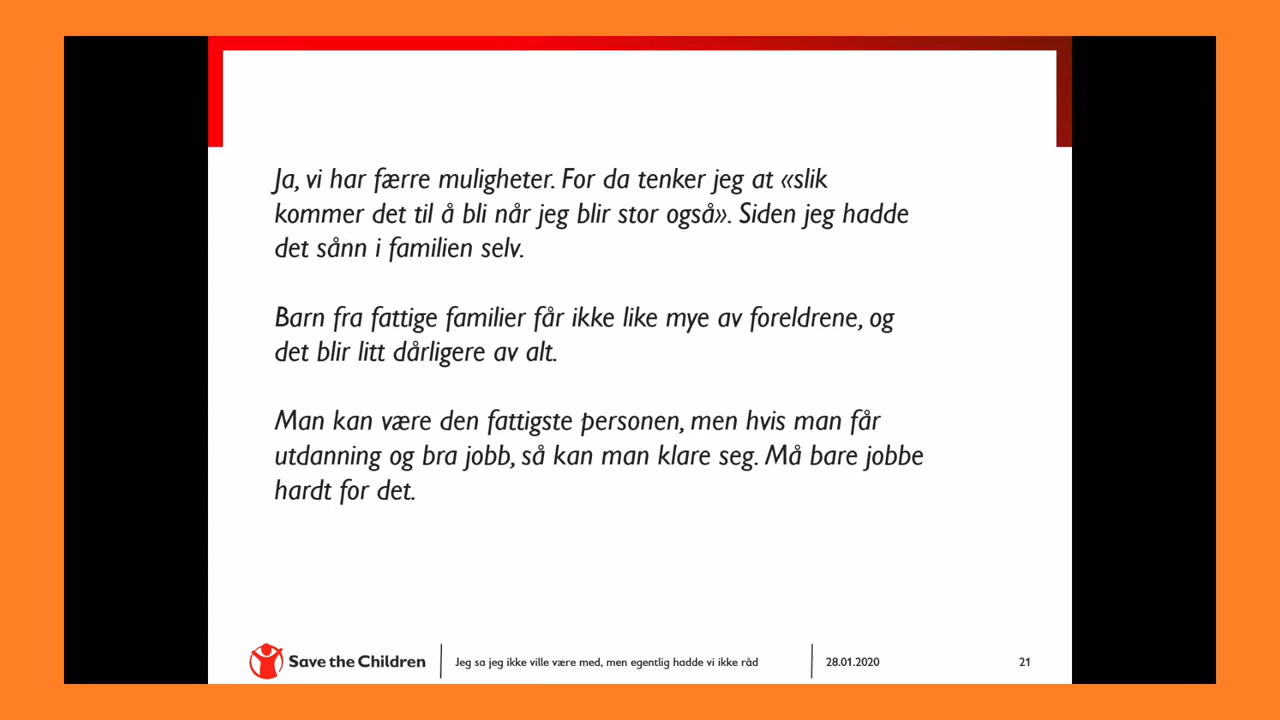 Ja, vi har færre muligheter. For da tenker jeg at «slik
kommer det til å bli når jeg blir stor også». Siden jeg hadde
det sånn i familien selv.
Barn fra fattige familier får ikke like mye av foreldrene, og
det blir litt dårligere av alt.
Man kan være den fattigste personen, men hvis man får
utdanning og bra jobb, så kan man klare seg. Må bare jobbe
hardt for det.
Save the Children
Jeg sa jeg ikke ville være med, men egentlig hadde vi ikke råd
28.01.2020
21